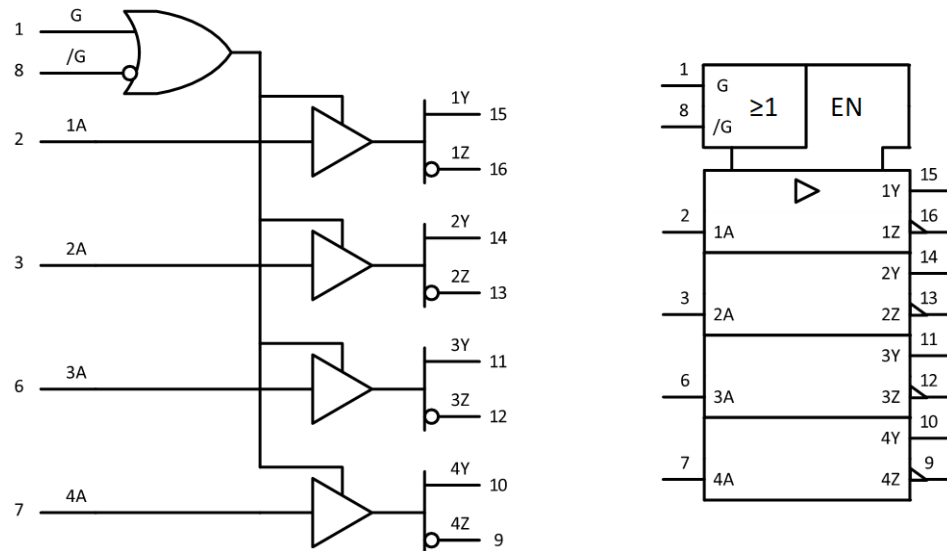 1 G
8 /G
2 1A
1Y 15
1Z 16
3 2A
2Y 14
2Z 13
6 3A
3Y 11
3Z 12
7 4A
4Y 10
4Z 9
1 G
8 /G
≥1 EN
1Y 15
2 1A
1Z 16
2Y 14
3 2A
2Z 13
3Y 11
6 3A
3Z 12
4Y 10
7 4A
4Z 9